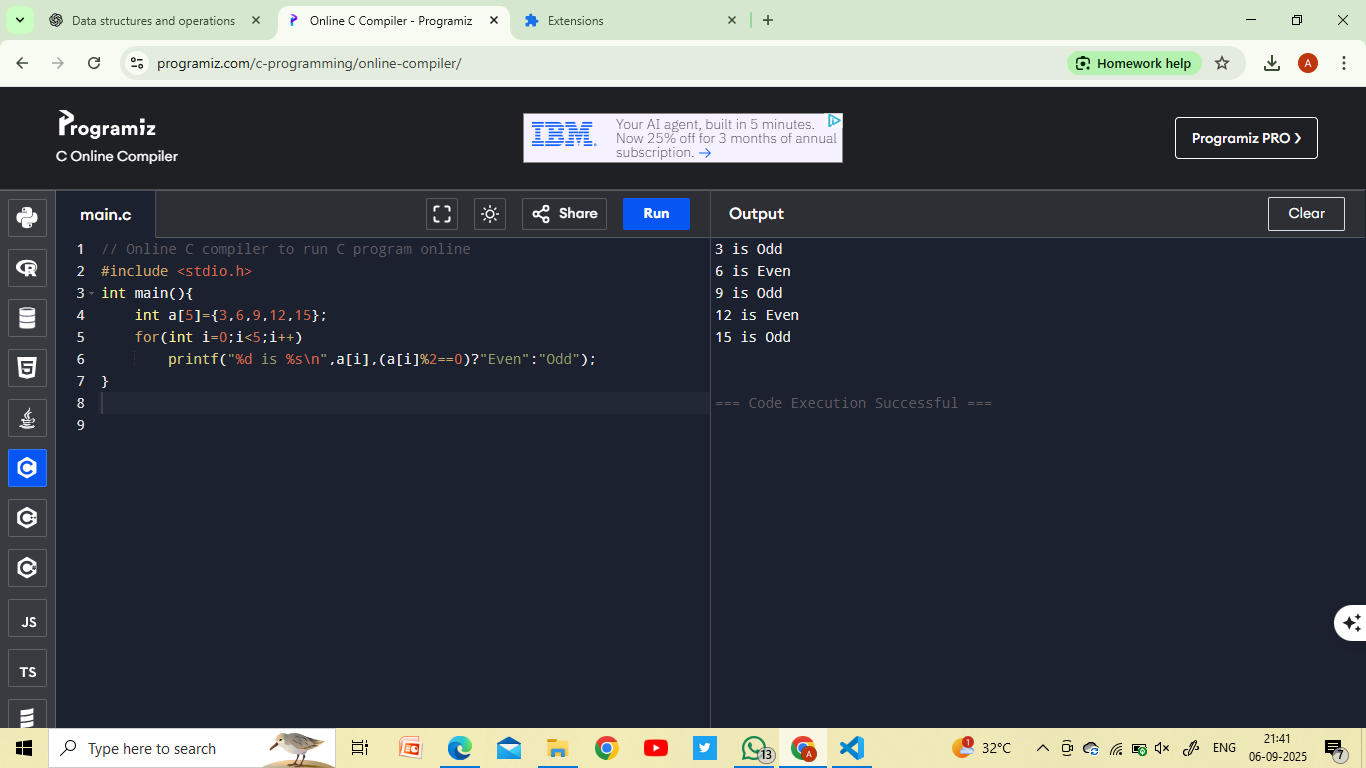 Data structures and operations
Online C Compiler - Programiz
Extensions
programiz.com/c-programming/online-compiler/
Homework help
A
Programiz
C Online Compiler
IBM
Your AI agent, built in 5 minutes.
Now 25% off for 3 months of annual
subscription. →
Programiz PRO ›
main.c
Share
Run
Output
Clear
1 // Online C compiler to run C program online
2 #include <stdio.h>
3 int main(){
4     int a[5]={3,6,9,12,15};
5     for(int i=0;i<5;i++)
6         printf("%d is %s\n",a[i],(a[i]%2==0)?"Even":"Odd");
7 }
8
9
3 is Odd
6 is Even
9 is Odd
12 is Even
15 is Odd
=== Code Execution Successful ===
JS
TS
Type here to search
13
A
1
32°C
ENG
21:41
06-09-2025
7